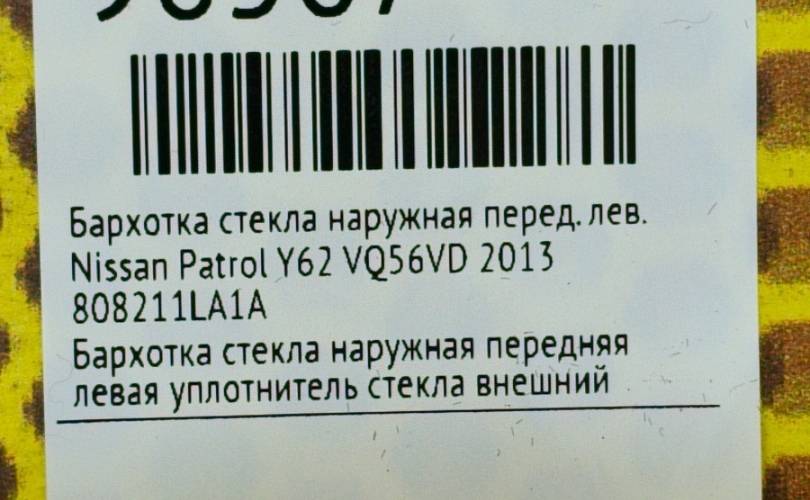 Бархотка стекла наружная перед. лев.
Nissan Patrol Y62 VQ56VD 2013
808211LA1A
Бархотка стекла наружная передняя
левая уплотнитель стекла внешний